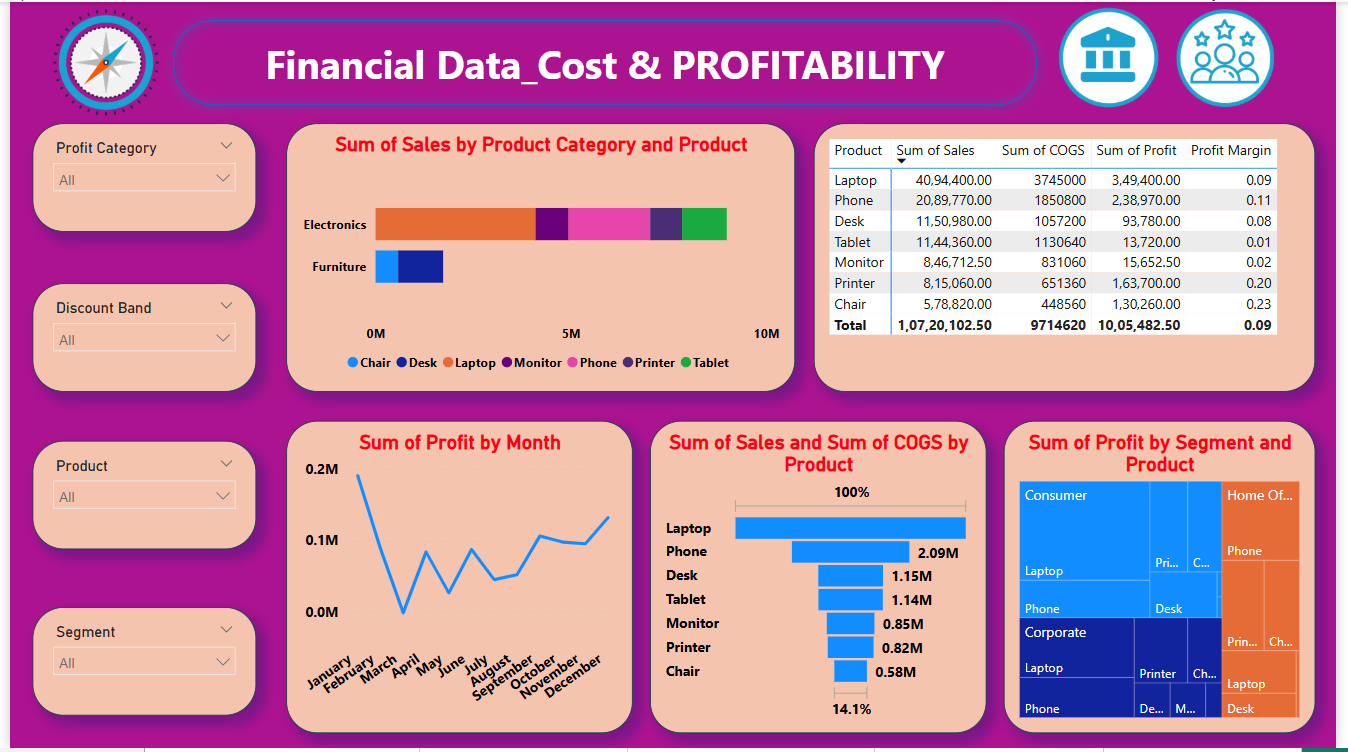 Financial Data_Cost & PROFITABILITY
Profit Category
All
Discount Band
All
Product
All
Segment
All
Sum of Sales by Product Category and Product
Electronics
Furniture
0M 5M 10M
Chair Desk Laptop Monitor Phone Printer Tablet
Product Sum of Sales Sum of COGS Sum of Profit Profit Margin
Laptop 40,94,400.00 3745000 3,49,400.00 0.09
Phone 20,89,770.00 1850800 2,38,970.00 0.11
Desk 11,50,980.00 1057200 93,780.00 0.08
Tablet 11,44,360.00 1130640 13,720.00 0.01
Monitor 8,46,712.50 831060 15,652.50 0.02
Printer 8,15,060.00 651360 1,63,700.00 0.20
Chair 5,78,820.00 448560 1,30,260.00 0.23
Total 1,07,20,102.50 9714620 10,05,482.50 0.09
Sum of Profit by Month
0.2M
0.1M
0.0M
January
February
March
April
May
June
July
August
September
October
November
December
Sum of Sales and Sum of COGS by
Product
100%
Laptop
Phone 2.09M
Desk 1.15M
Tablet 1.14M
Monitor 0.85M
Printer 0.82M
Chair 0.58M
14.1%
Sum of Profit by Segment and
Product
Consumer
Laptop
Pri...
C...
Phone
Desk
Corporate
Laptop
Printer
Ch...
Phone
De...
M...
Home Of...
Phone
Prin...
Ch...
Laptop
Desk